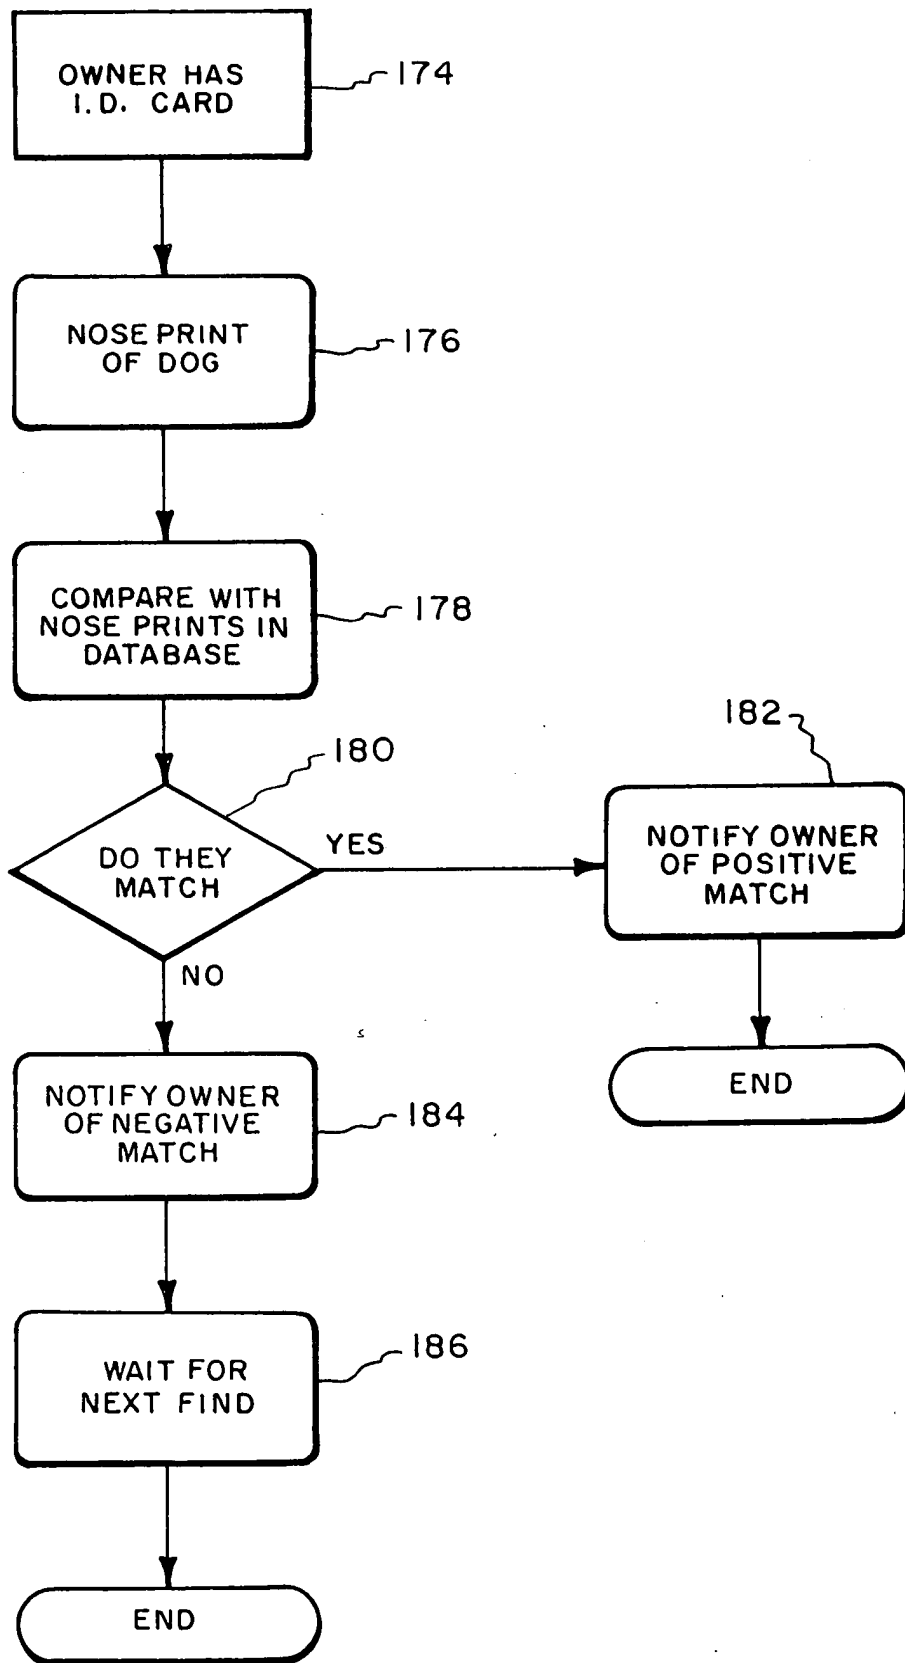 OWNER HAS
I.D. CARD
174
NOSE PRINT
OF DOG
176
COMPARE WITH
NOSE PRINTS IN
DATABASE
178
180
DO THEY
MATCH
YES
NO
182
NOTIFY OWNER
OF POSITIVE
MATCH
END
NOTIFY OWNER
OF NEGATIVE
MATCH
184
WAIT FOR
NEXT FIND
186
END